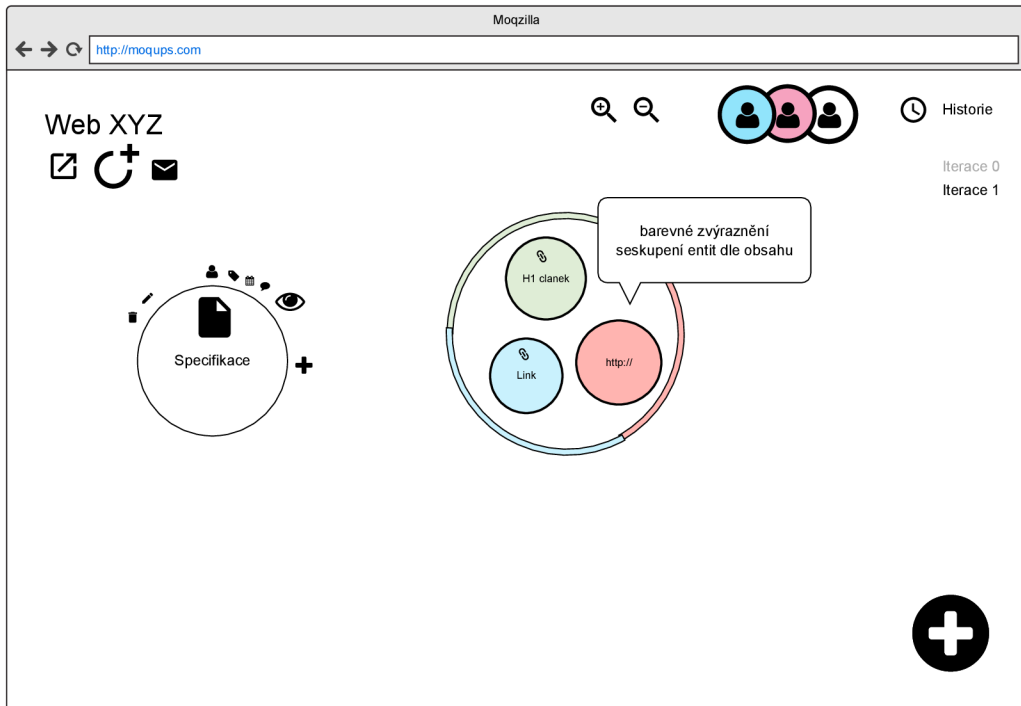 Moqzilla
http://moqups.com
Web XYZ
Historie
Iterace 0
Iterace 1
barevné zvýraznění
seskupení entit dle obsahu
H1 clanek
Specifikace
http://
Link